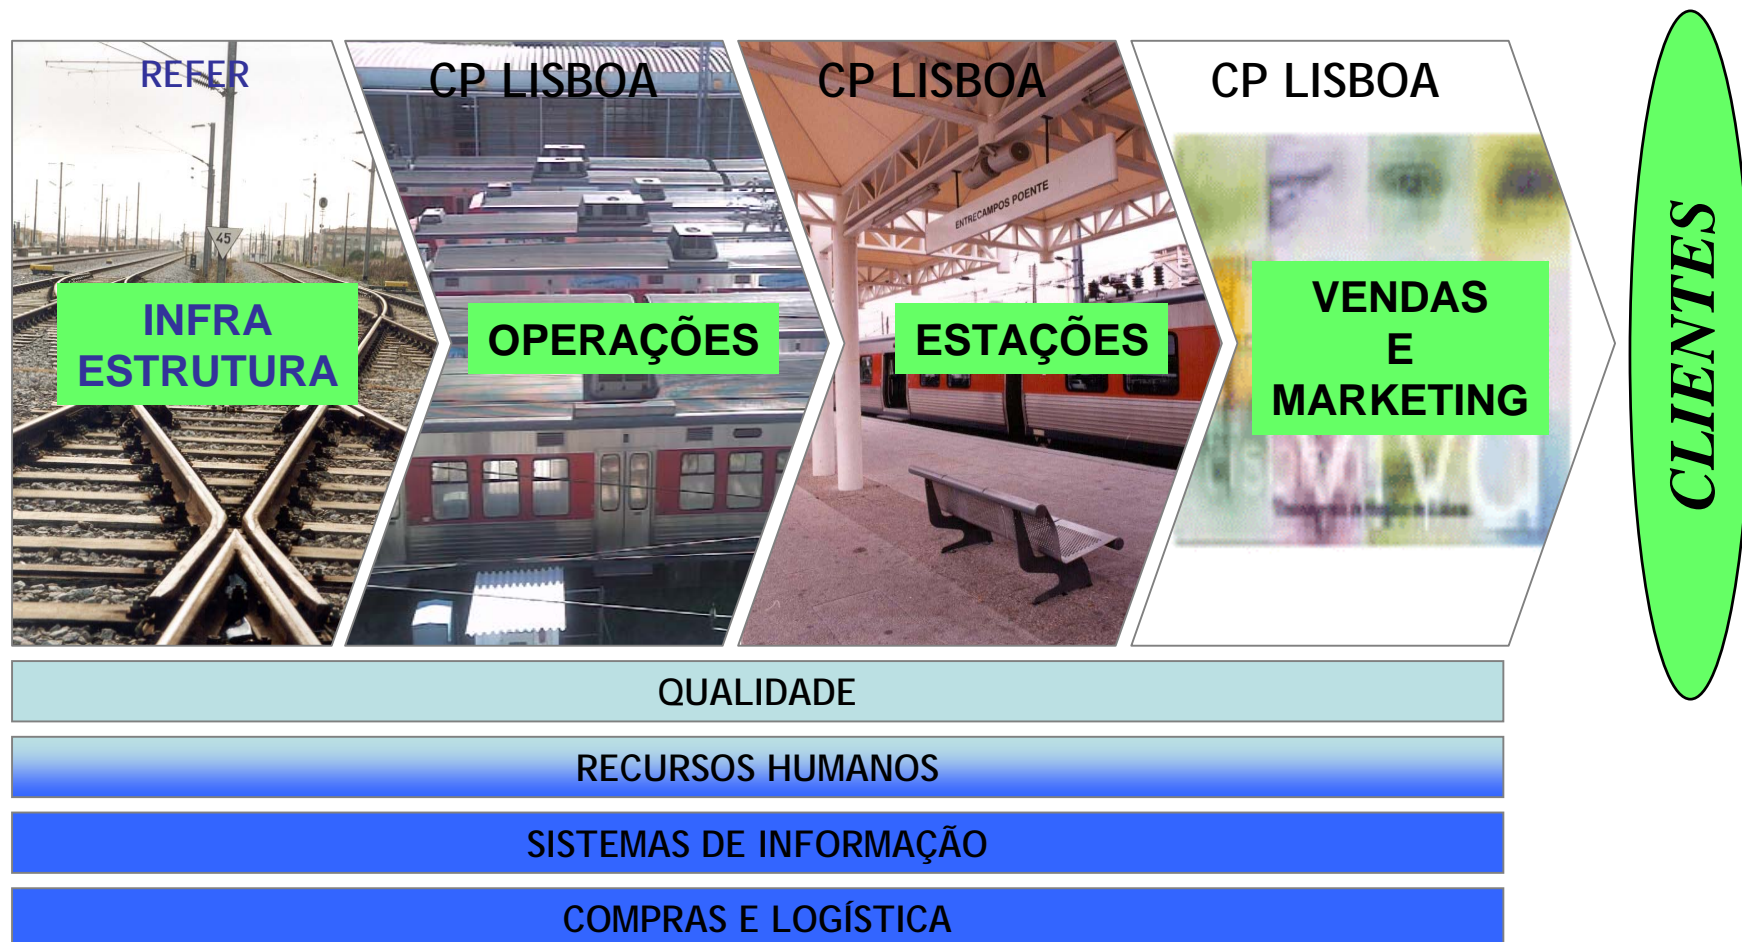 REFER
CP LISBOA
CP LISBOA
CP LISBOA
45
ENTRECAMPOS POENTE
INFRA
ESTRUTURA
OPERAÇÕES
ESTAÇÕES
VENDAS
E
MARKETING
CLIENTES
QUALIDADE
RECURSOS HUMANOS
SISTEMAS DE INFORMAÇÃO
COMPRAS E LOGÍSTICA